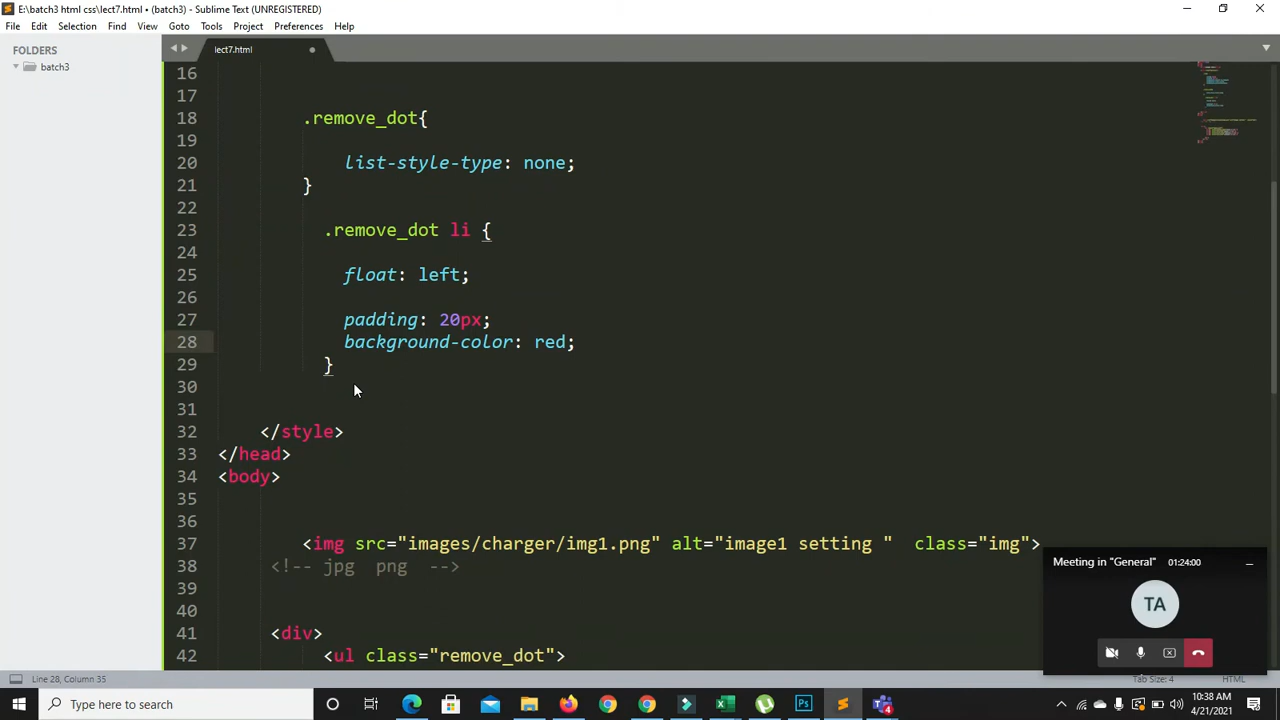 E:\batch3 html css\lect7.html • (batch3) - Sublime Text (UNREGISTERED)
File Edit Selection Find View Goto Tools Project Preferences Help
FOLDERS
batch3
lect7.html
16
17
18 .remove_dot{
19
20 list-style-type: none;
21 }
22
23 .remove_dot li {
24
25 float: left;
26
27 padding: 20px;
28 background-color: red;
29 }
30
31
32 </style>
33 </head>
34 <body>
35
36
37 <img src="images/charger/img1.png" alt="image1 setting "  class="img">
38 <!-- jpg  png  -->
39
40
41 <div>
42 <ul class="remove_dot">
Meeting in "General" 01:24:00
TA
Line 28, Column 35 Tab Size: 4 HTML
Type here to search
10:38 AM
4/21/2021